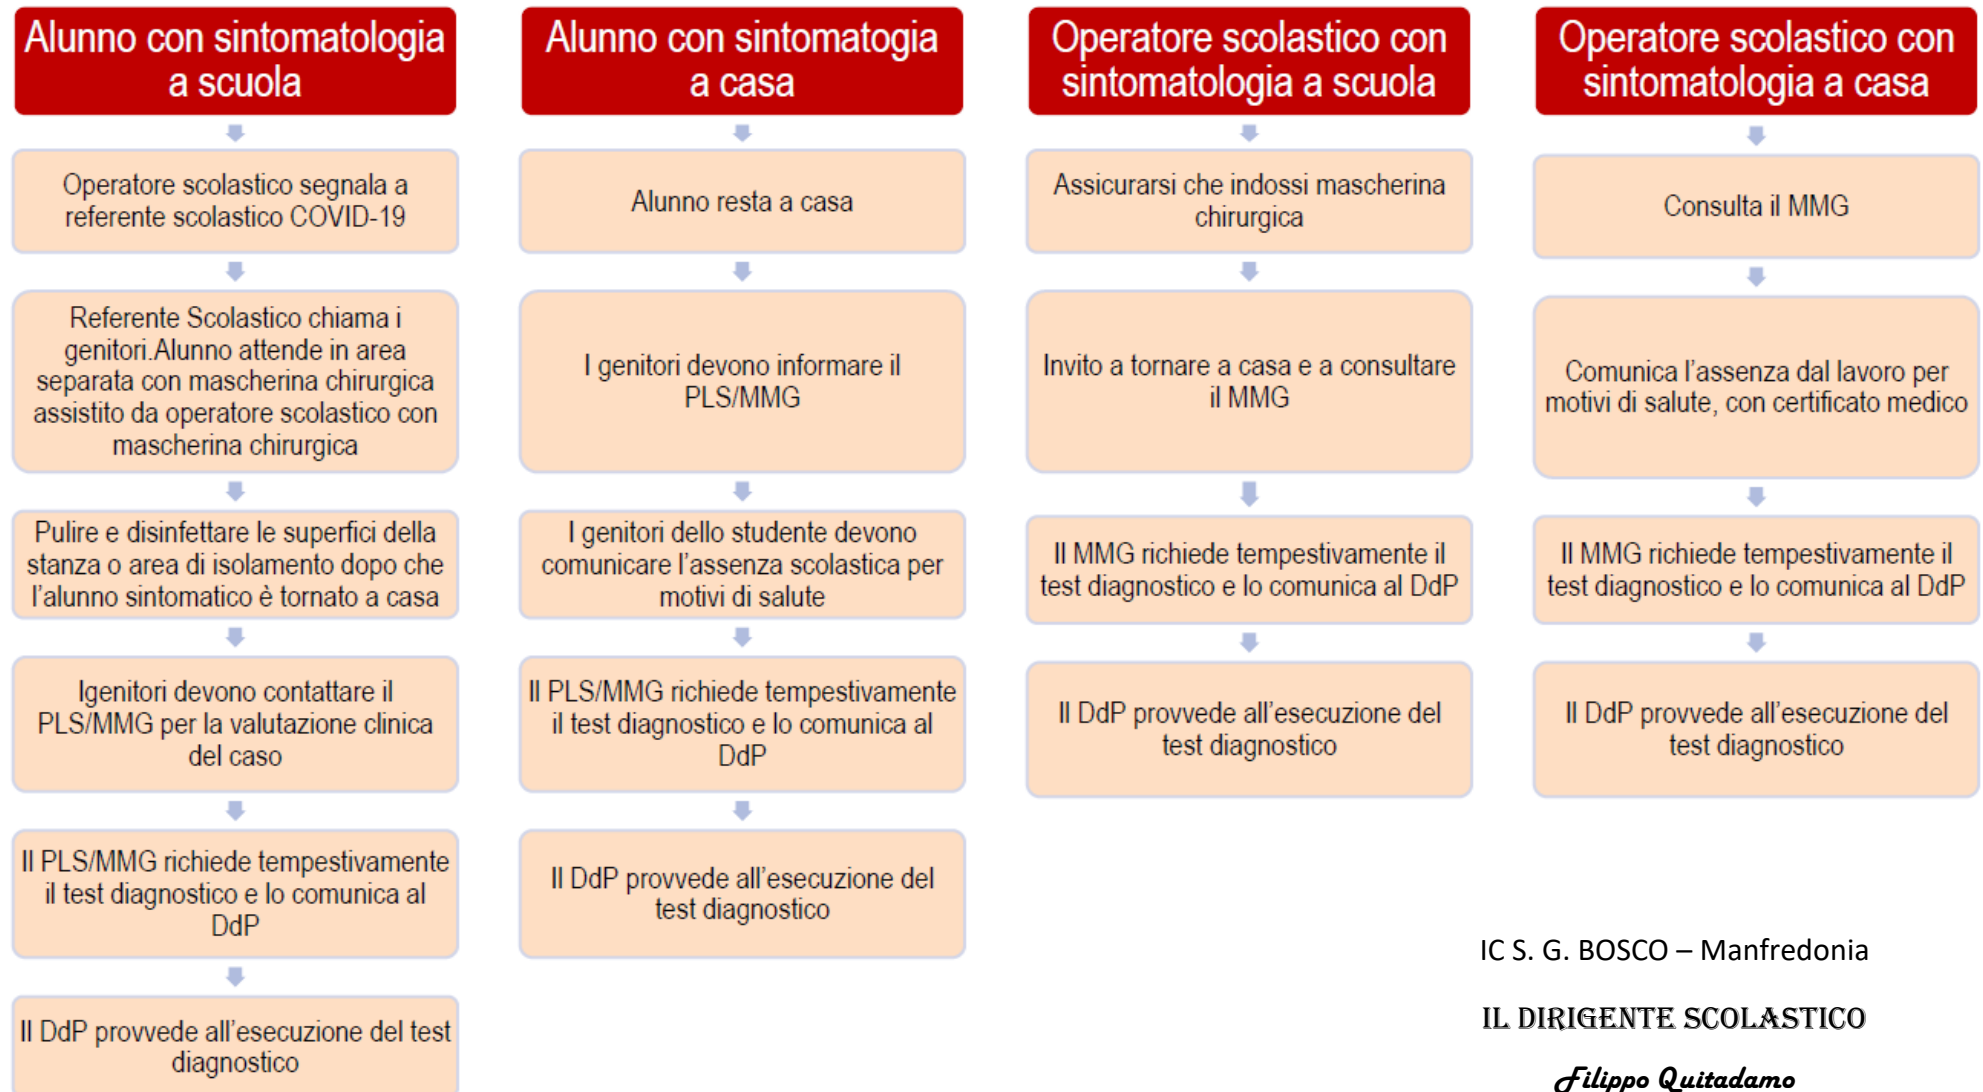 Alunno con sintomatologia
a scuola
Operatore scolastico segnala a
referente scolastico COVID-19
Referente Scolastico chiama i
genitori.Alunno attende in area
separata con mascherina chirurgica
assistito da operatore scolastico con
mascherina chirurgica
Pulire e disinfettare le superfici della
stanza o area di isolamento dopo che
l'alunno sintomatico è tornato a casa
Igenitori devono contattare il
PLS/MMG per la valutazione clinica
del caso
Il PLS/MMG richiede tempestivamente
il test diagnostico e lo comunica al
DdP
Il DdP provvede all'esecuzione del test
diagnostico
Alunno con sintomatogia
a casa
Alunno resta a casa
I genitori devono informare il
PLS/MMG
I genitori dello studente devono
comunicare l'assenza scolastica per
motivi di salute
Il PLS/MMG richiede tempestivamente
il test diagnostico e lo comunica al
DdP
Il DdP provvede all'esecuzione del
test diagnostico
Operatore scolastico con
sintomatologia a scuola
Assicurarsi che indossi mascherina
chirurgica
Invito a tornare a casa e a consultare
il MMG
Il MMG richiede tempestivamente il
test diagnostico e lo comunica al DdP
Il DdP provvede all'esecuzione del
test diagnostico
Operatore scolastico con
sintomatologia a casa
Consulta il MMG
Comunica l'assenza dal lavoro per
motivi di salute, con certificato medico
Il MMG richiede tempestivamente il
test diagnostico e lo comunica al DdP
Il DdP provvede all'esecuzione del
test diagnostico
IC S. G. BOSCO – Manfredonia
IL DIRIGENTE SCOLASTICO
Filippo Quitadamo